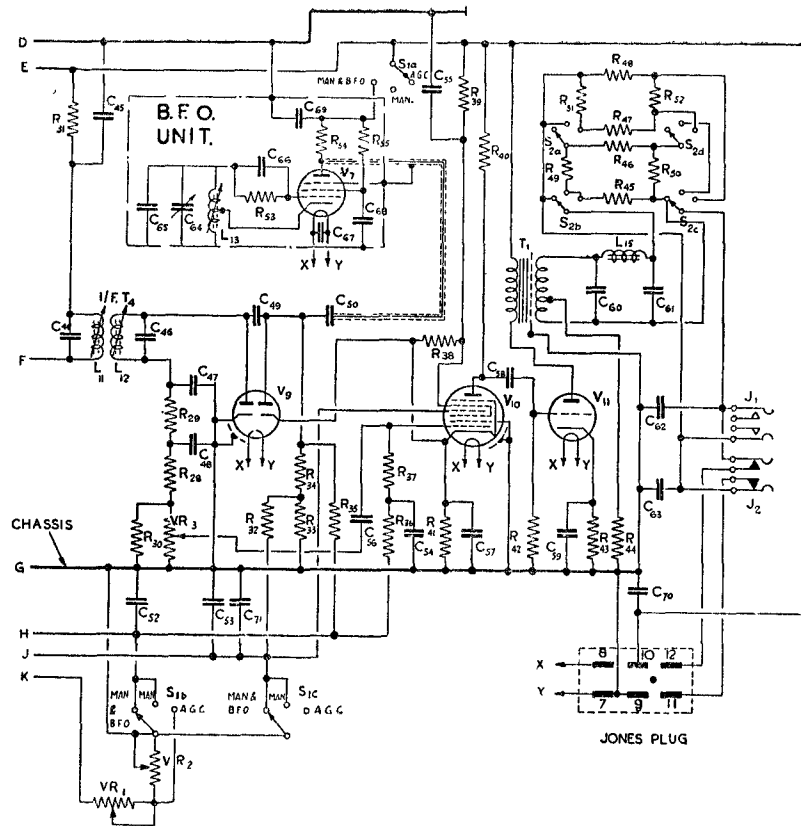 D
E
S1a
AGC
MAN & BFO
MAN.
C45
R31
C55
R39
R40
B.F.O.
UNIT.
C69
R54
R55
C66
V7
R53
C65
C64
L13
C68
C67
X Y
R48
R51
R52
R47
S2a
R46
S2d
R49
R50
R45
S2b
S2c
T1
L15
C60
C61
I/F. T4
C49
C50
C46
F
L11
L12
R38
C47
V9
R29
C48
R28
X Y
C58
V10
V11
X Y
C62
J1
C63
J2
R34
R37
CHASSIS
R30
VR3
R32
R33
R35
C56
R36
C54
R41
C57
R42
C59
R43
R44
G
C52
C53
C71
C70
H
J
K
MAN & BFO
MAN
S1b
AGC
MAN & BFO
MAN
S1c
AGC
VR2
VR1
X
8 10 12
Y
7 9 11
JONES PLUG